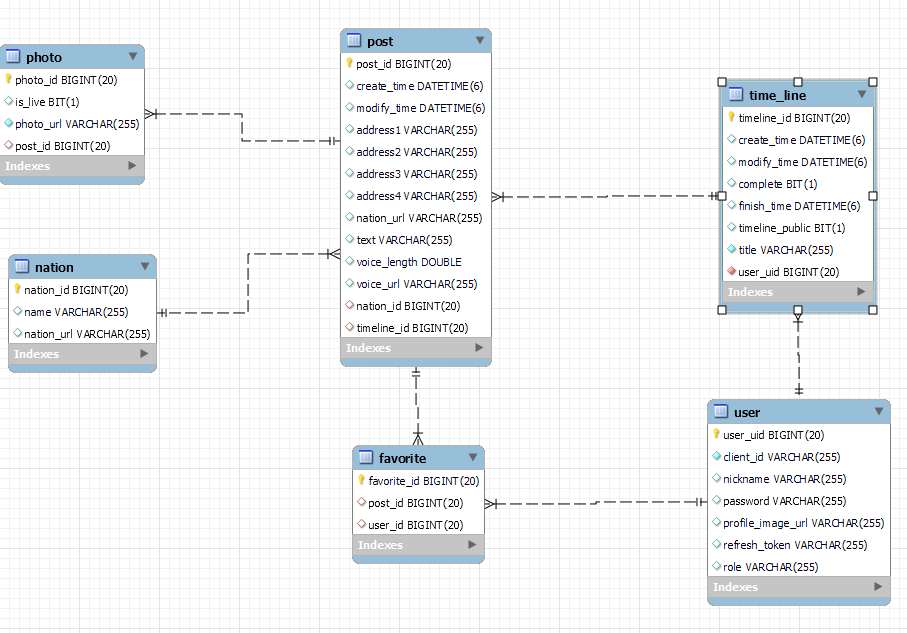 photo
photo_id BIGINT(20)
is_live BIT(1)
photo_url VARCHAR(255)
post_id BIGINT(20)
Indexes
post
post_id BIGINT(20)
create_time DATETIME(6)
modify_time DATETIME(6)
address1 VARCHAR(255)
address2 VARCHAR(255)
address3 VARCHAR(255)
address4 VARCHAR(255)
nation_url VARCHAR(255)
text VARCHAR(255)
voice_length DOUBLE
voice_url VARCHAR(255)
nation_id BIGINT(20)
timeline_id BIGINT(20)
Indexes
time_line
timeline_id BIGINT(20)
create_time DATETIME(6)
modify_time DATETIME(6)
complete BIT(1)
finish_time DATETIME(6)
timeline_public BIT(1)
title VARCHAR(255)
user_uid BIGINT(20)
Indexes
nation
nation_id BIGINT(20)
name VARCHAR(255)
nation_url VARCHAR(255)
Indexes
favorite
favorite_id BIGINT(20)
post_id BIGINT(20)
user_id BIGINT(20)
Indexes
user
user_uid BIGINT(20)
client_id VARCHAR(255)
nickname VARCHAR(255)
password VARCHAR(255)
profile_image_url VARCHAR(255)
refresh_token VARCHAR(255)
role VARCHAR(255)
Indexes